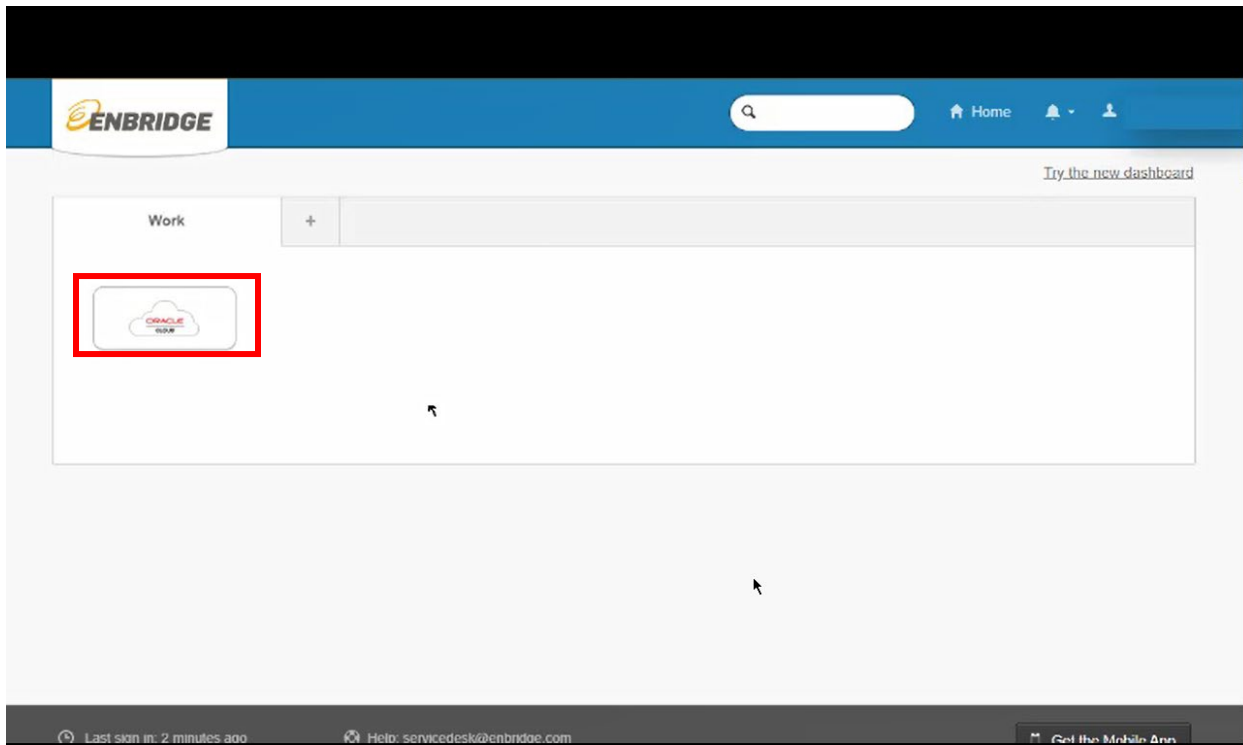 ENBRIDGE
Home
Try the new dashboard
Work
+
ORACLE
CLOUD
Last sign in: 2 minutes ago
Help: servicedesk@enbridge.com
Get the Mobile App